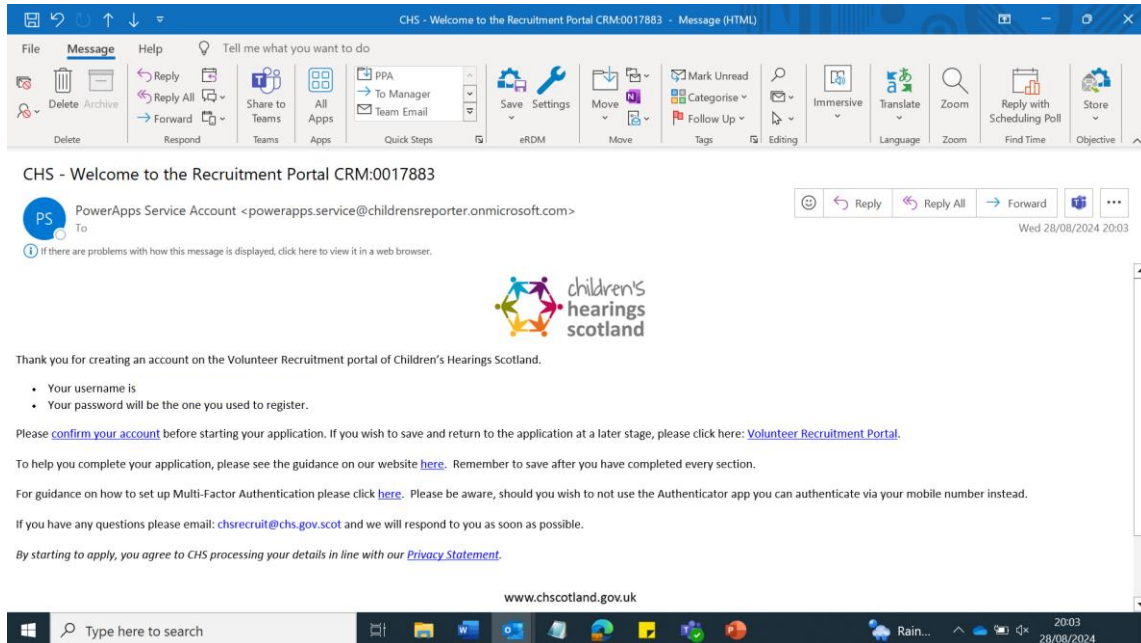 CHS - Welcome to the Recruitment Portal CRM:0017883 - Message (HTML)
File Message Help Tell me what you want to do
Delete Archive
Reply
Reply All
Forward
Share to Teams
All Apps
PPA
To Manager
Team Email
Save Settings
Move
Mark Unread
Categorise
Follow Up
Immersive
Translate
Zoom
Reply with Scheduling Poll
Store
Delete Respond Teams Apps Quick Steps eRDM Move Tags Editing Language Zoom Find Time Objective
CHS - Welcome to the Recruitment Portal CRM:0017883
PS
PowerApps Service Account <powerapps.service@childrensreporter.onmicrosoft.com>
To
Reply Reply All Forward
Wed 28/08/2024 20:03
If there are problems with how this message is displayed, click here to view it in a web browser.
children's
hearings
scotland
Thank you for creating an account on the Volunteer Recruitment portal of Children's Hearings Scotland.
• Your username is
• Your password will be the one you used to register.
Please confirm your account before starting your application. If you wish to save and return to the application at a later stage, please click here: Volunteer Recruitment Portal.
To help you complete your application, please see the guidance on our website here. Remember to save after you have completed every section.
For guidance on how to set up Multi-Factor Authentication please click here. Please be aware, should you wish to not use the Authenticator app you can authenticate via your mobile number instead.
If you have any questions please email: chsrecruit@chs.gov.scot and we will respond to you as soon as possible.
By starting to apply, you agree to CHS processing your details in line with our Privacy Statement.
www.chscotland.gov.uk
Type here to search
Rain...
20:03
28/08/2024